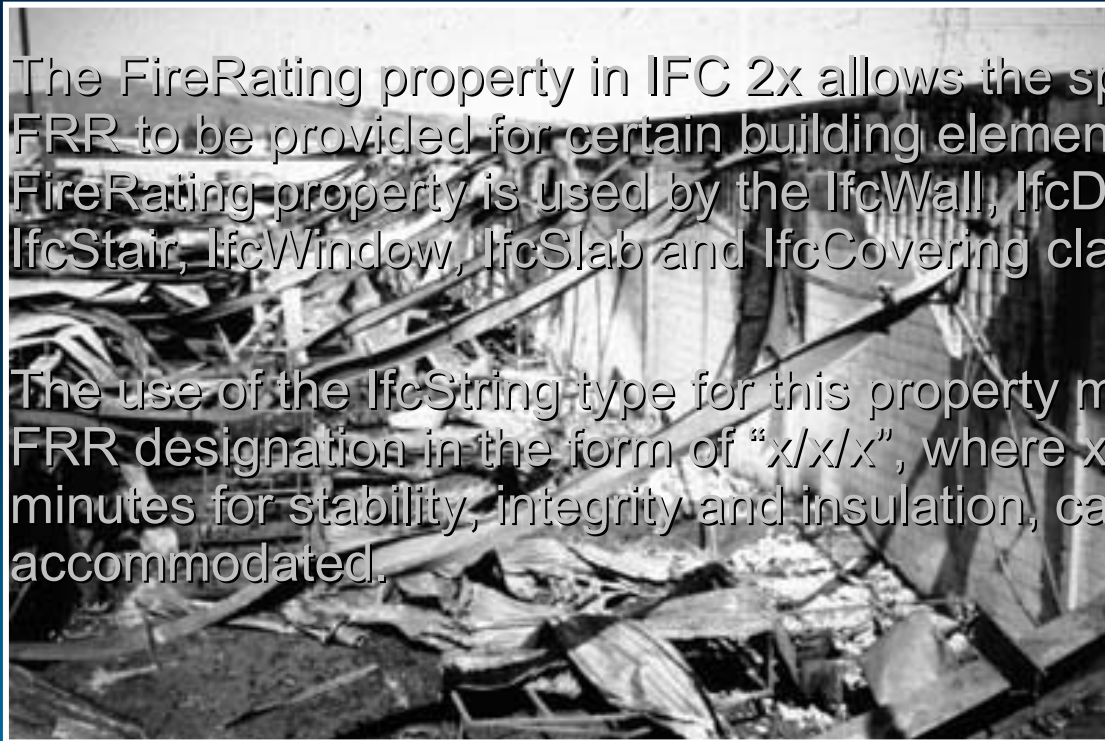 The FireRating property in IFC 2x allows the sp
FRR to be provided for certain building elemen
FireRating property is used by the IfcWall, IfcD
IfcStair, IfcWindow, IfcSlab and IfcCovering cla
The use of the IfcString type for this property m
FRR designation in the form of “x/x/x”, where x
minutes for stability, integrity and insulation, ca
accommodated.